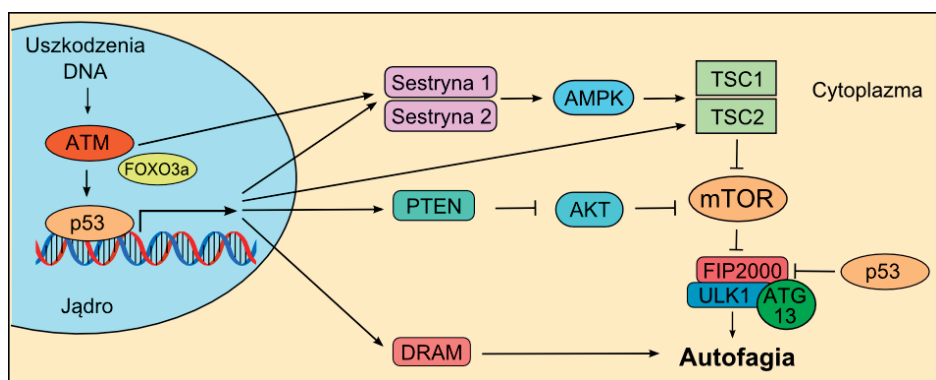 Uszkodzenia
DNA
ATM
FOXO3a
p53
Jądro
Sestryna 1
Sestryna 2
AMPK
TSC1
TSC2
Cytoplazma
PTEN
AKT
mTOR
FIP2000
ULK1
ATG
13
p53
DRAM
Autofagia